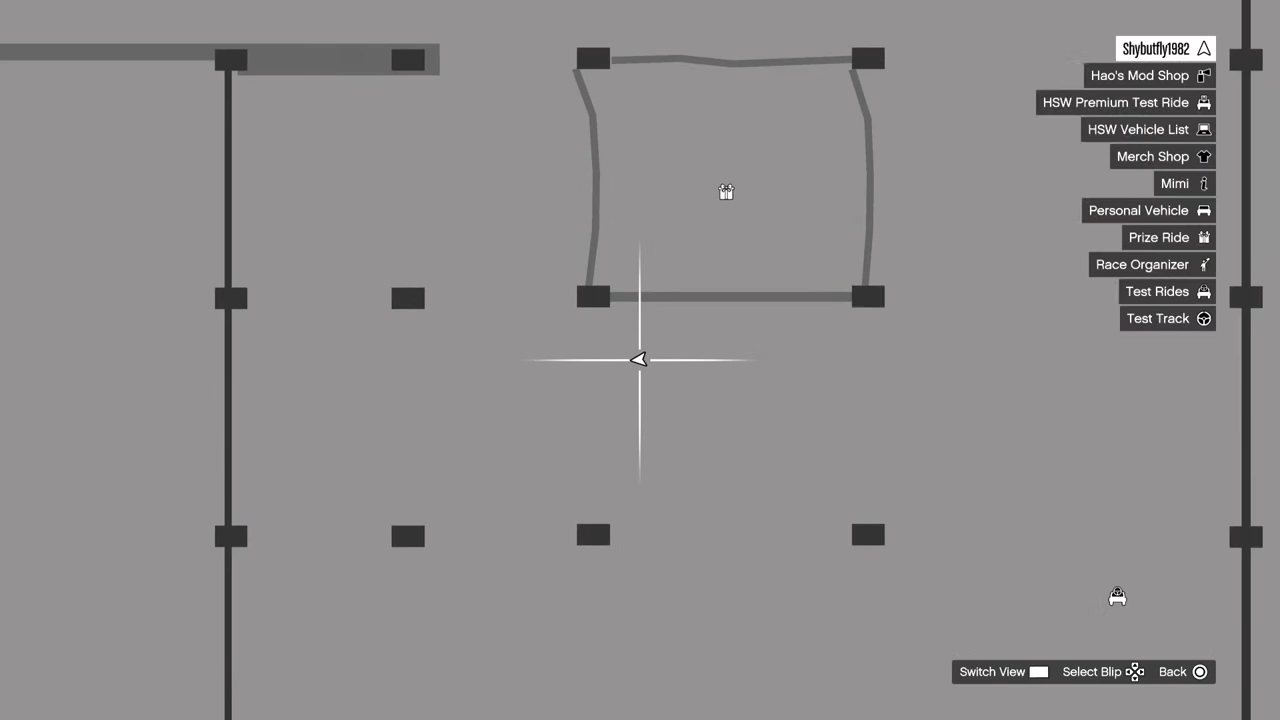 Shybutfly1982
Hao's Mod Shop
HSW Premium Test Ride
HSW Vehicle List
Merch Shop
Mimi
Personal Vehicle
Prize Ride
Race Organizer
Test Rides
Test Track
Switch View Select Blip Back